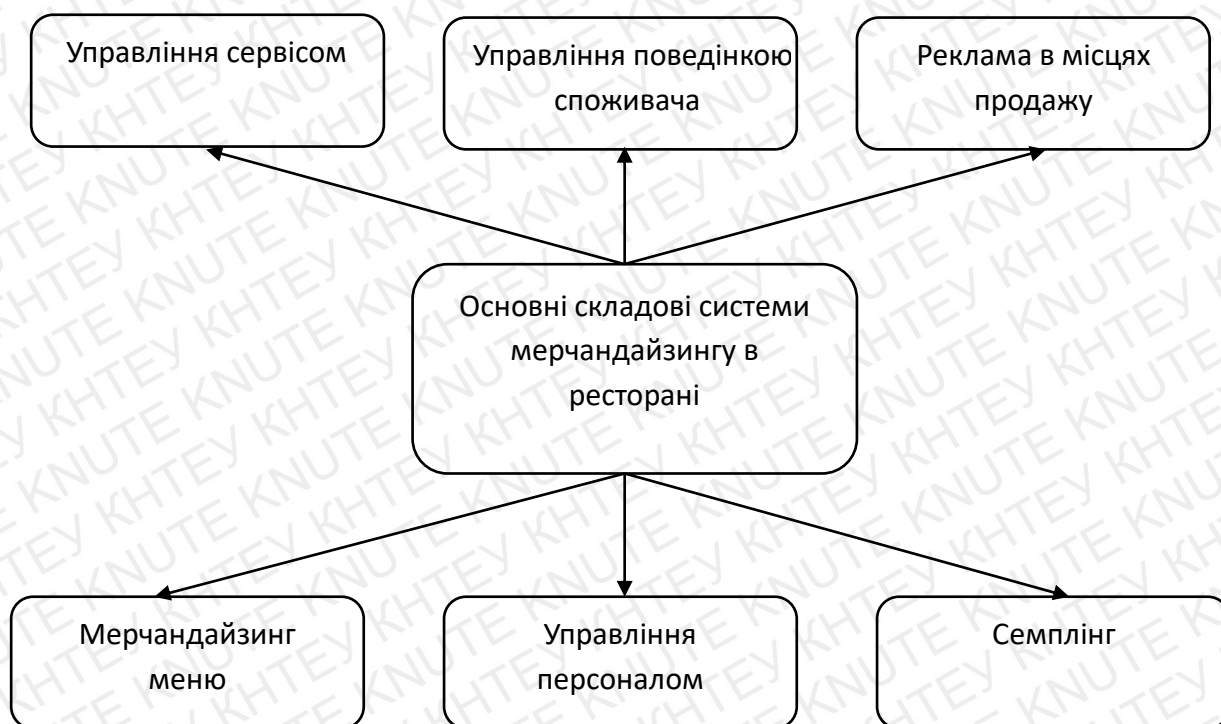 Управління сервісом
Управління поведінкою
споживача
Реклама в місцях
продажу
Основні складові системи
мерчандайзингу в
ресторані
Мерчандайзинг
меню
Управління
персоналом
Семплінг